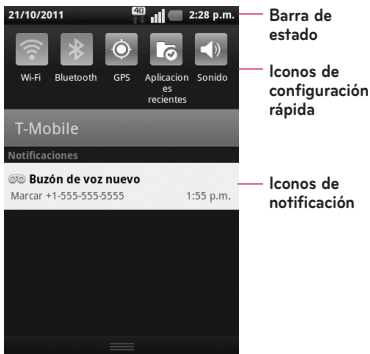 21/10/2011 4G 2:28 p.m.
Wi-Fi Bluetooth GPS Aplicacion
es
recientes Sonido
T-Mobile
Notificaciones
Buzón de voz nuevo
Marcar +1-555-555-5555 1:55 p.m.
Barra de
estado
Iconos de
configuración
rápida
Iconos de
notificación